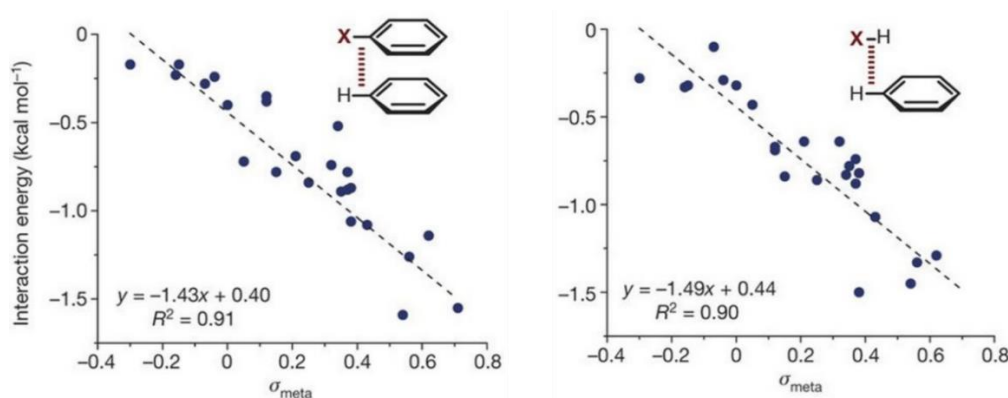 Interaction energy (kcal mol⁻¹)
0
−0.5
−1.0
−1.5
−0.4
−0.2
0
0.2
0.4
0.6
0.8
σmeta
X
H
y = −1.43x + 0.40
R² = 0.91
0
−0.5
−1.0
−1.5
−0.4
−0.2
0
0.2
0.4
0.6
0.8
σmeta
X–H
H
y = −1.49x + 0.44
R² = 0.90